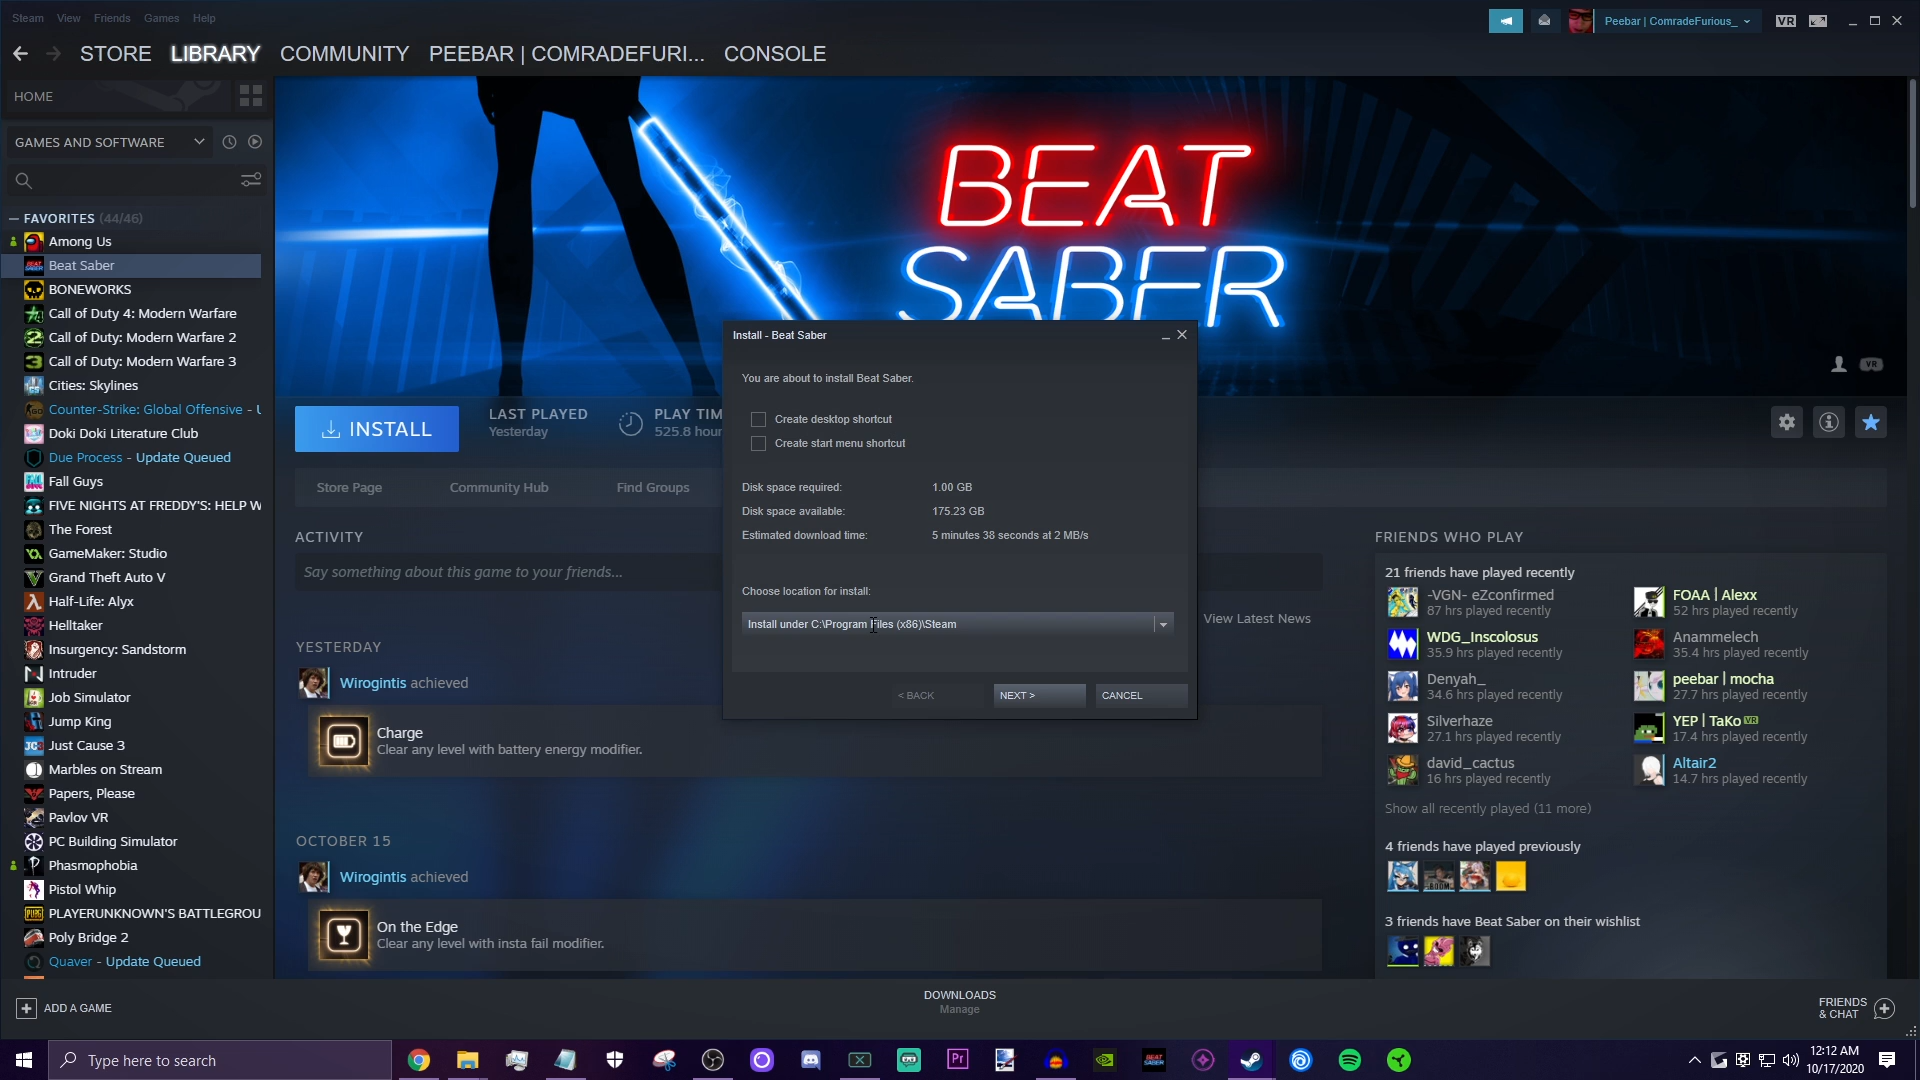 Steam View Friends Games Help
Peebar | ComradeFurious_
VR
STORE LIBRARY COMMUNITY PEEBAR | COMRADEFURI... CONSOLE
HOME
GAMES AND SOFTWARE
FAVORITES (44/46)
Among Us
Beat Saber
BONEWORKS
Call of Duty 4: Modern Warfare
Call of Duty: Modern Warfare 2
Call of Duty: Modern Warfare 3
Cities: Skylines
Counter-Strike: Global Offensive - U
Doki Doki Literature Club
Due Process - Update Queued
Fall Guys
FIVE NIGHTS AT FREDDY'S: HELP W
The Forest
GameMaker: Studio
Grand Theft Auto V
Half-Life: Alyx
Helltaker
Insurgency: Sandstorm
Intruder
Job Simulator
Jump King
Just Cause 3
Marbles on Stream
Papers, Please
Pavlov VR
PC Building Simulator
Phasmophobia
Pistol Whip
PLAYERUNKNOWN'S BATTLEGROU
Poly Bridge 2
Quaver - Update Queued
BEAT
SABER
VR
INSTALL
LAST PLAYED
Yesterday
PLAY TIM
525.8 hour
Store Page Community Hub Find Groups
ACTIVITY
Say something about this game to your friends...
View Latest News
YESTERDAY
Wirogintis achieved
Charge
Clear any level with battery energy modifier.
OCTOBER 15
Wirogintis achieved
On the Edge
Clear any level with insta fail modifier.
Install - Beat Saber
You are about to install Beat Saber.
Create desktop shortcut
Create start menu shortcut
Disk space required: 1.00 GB
Disk space available: 175.23 GB
Estimated download time: 5 minutes 38 seconds at 2 MB/s
Choose location for install:
Install under C:\Program Files (x86)\Steam
< BACK NEXT > CANCEL
FRIENDS WHO PLAY
21 friends have played recently
-VGN- eZconfirmed
87 hrs played recently
FOAA | Alexx
52 hrs played recently
WDG_Inscolosus
35.9 hrs played recently
Anammelech
35.4 hrs played recently
Denyah_
34.6 hrs played recently
peebar | mocha
27.7 hrs played recently
Silverhaze
27.1 hrs played recently
YEP | TaKo VR
17.4 hrs played recently
david_cactus
16 hrs played recently
Altair2
14.7 hrs played recently
Show all recently played (11 more)
4 friends have played previously
3 friends have Beat Saber on their wishlist
ADD A GAME
DOWNLOADS
Manage
FRIENDS
& CHAT
Type here to search
Pr
BEAT
SABER
12:12 AM
10/17/2020